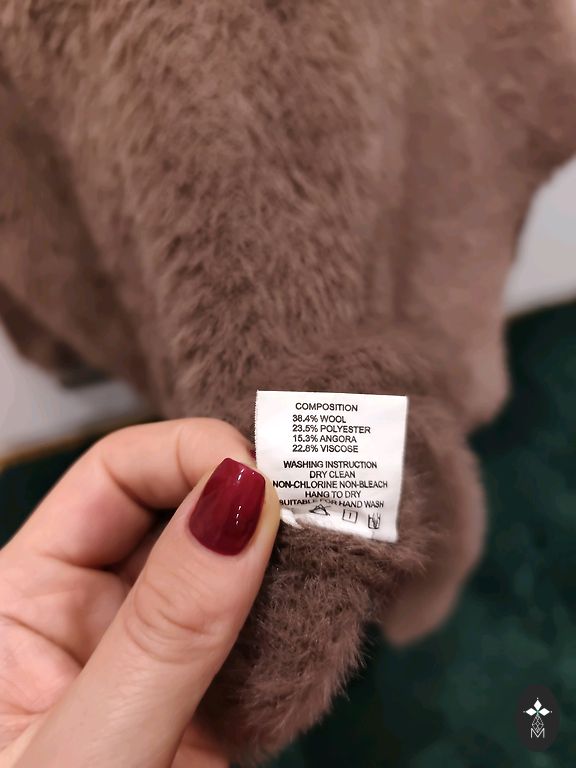 COMPOSITION
38.4% WOOL
23.5% POLYESTER
15.3% ANGORA
22.8% VISCOSE
WASHING INSTRUCTION
DRY CLEAN
NON-CHLORINE NON-BLEACH
HANG TO DRY
SUITABLE FOR HAND WASH
M